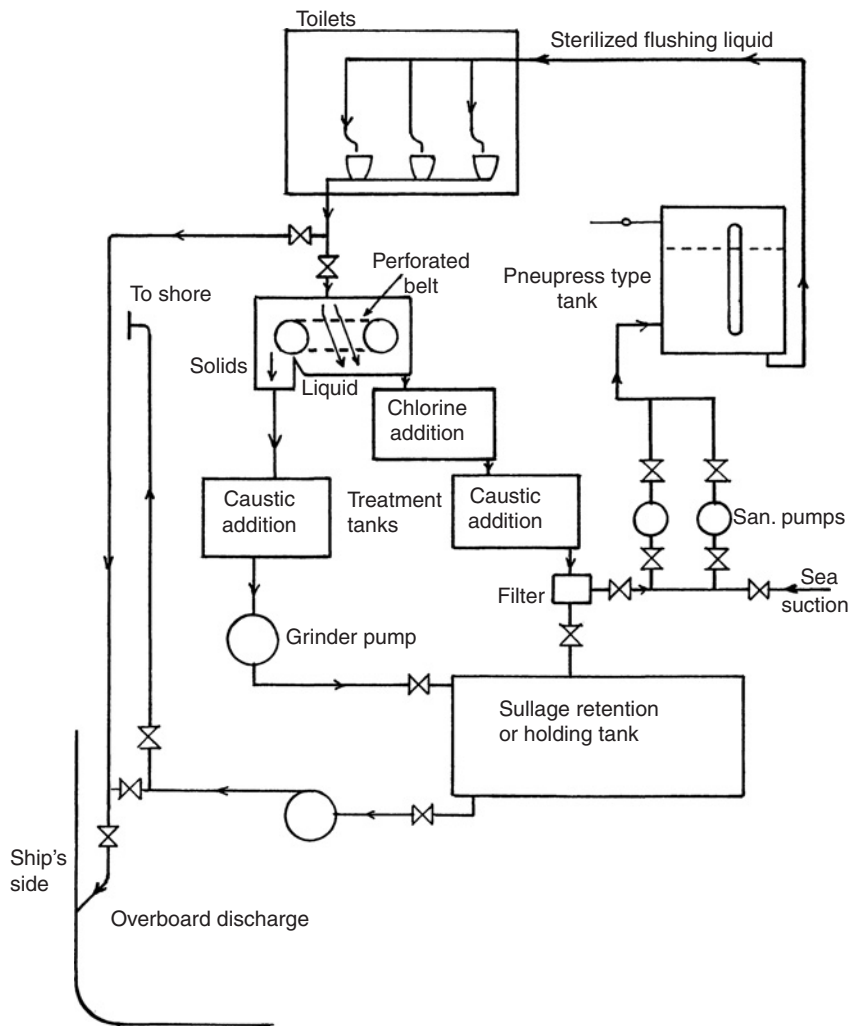 Toilets
Sterilized flushing liquid
Perforated
belt
To shore
Pneupress type
tank
Solids
Liquid
Chlorine
addition
Caustic
addition
Treatment
tanks
Caustic
addition
San. pumps
Filter
Sea
suction
Grinder pump
Sullage retention
or holding tank
Ship's
side
Overboard discharge